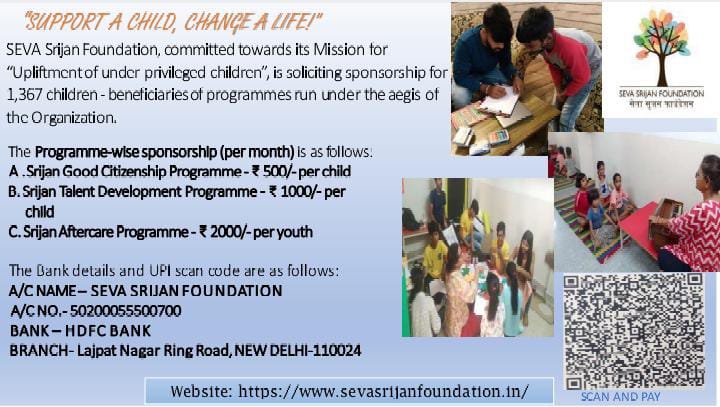 "SUPPORT A CHILD, CHANGE A LIFE!"
SEVA Srijan Foundation, committed towards its Mission for
"Upliftment of under privileged children", is soliciting sponsorship for
1,367 children - beneficiaries of programmes run under the aegis of
the Organization.
The Programme-wise sponsorship (per month) is as follows:
A .Srijan Good Citizenship Programme - ₹ 500/- per child
B. Srijan Talent Development Programme - ₹ 1000/- per
child
C. Srijan Aftercare Programme - ₹ 2000/- per youth
The Bank details and UPI scan code are as follows:
A/C NAME – SEVA SRIJAN FOUNDATION
A/C NO.- 50200055500700
BANK – HDFC BANK
BRANCH- Lajpat Nagar Ring Road, NEW DELHI-110024
Website: https://www.sevasrijanfoundation.in/
SEVA SRIJAN FOUNDATION
सेवा सृजन फाउंडेशन
SCAN AND PAY